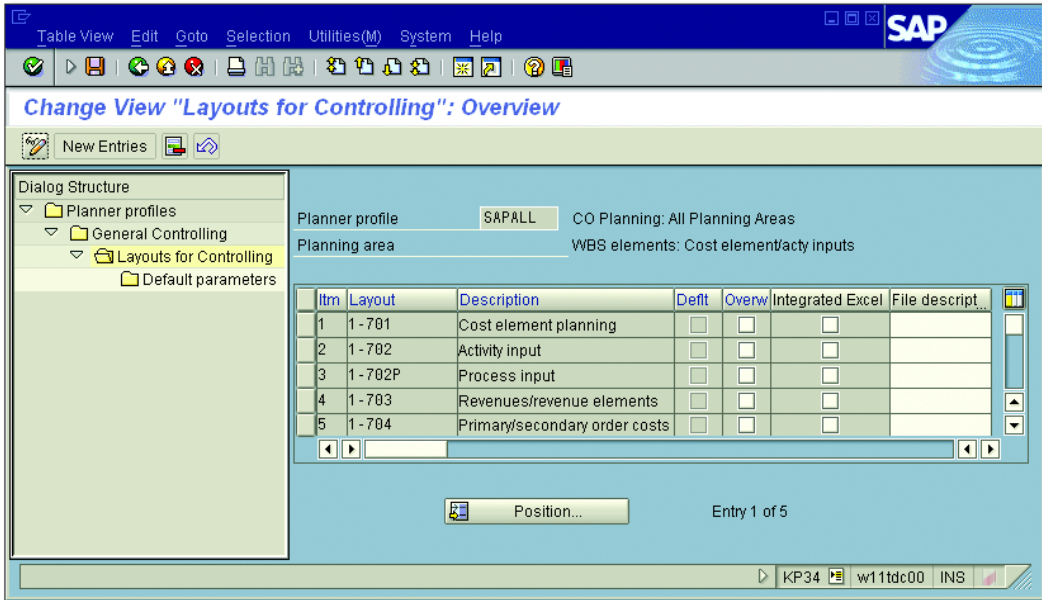 Table View Edit Goto Selection Utilities(M) System Help
SAP
Change View "Layouts for Controlling": Overview
New Entries
Dialog Structure
Planner profiles
General Controlling
Layouts for Controlling
Default parameters
Planner profile SAPALL CO Planning: All Planning Areas
Planning area WBS elements: Cost element/acty inputs
Itm Layout Description Deflt Overw Integrated Excel File descript...
1 1-701 Cost element planning
2 1-702 Activity input
3 1-702P Process input
4 1-703 Revenues/revenue elements
5 1-704 Primary/secondary order costs
Position... Entry 1 of 5
KP34 w11tdc00 INS